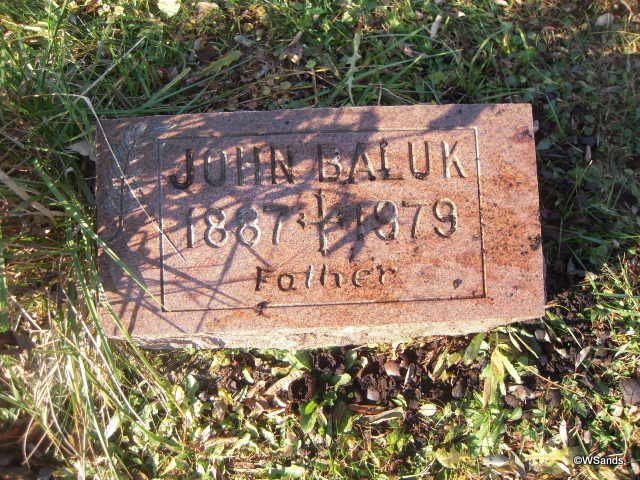 JOHN BALUK
1887 1979
Father
©WSands